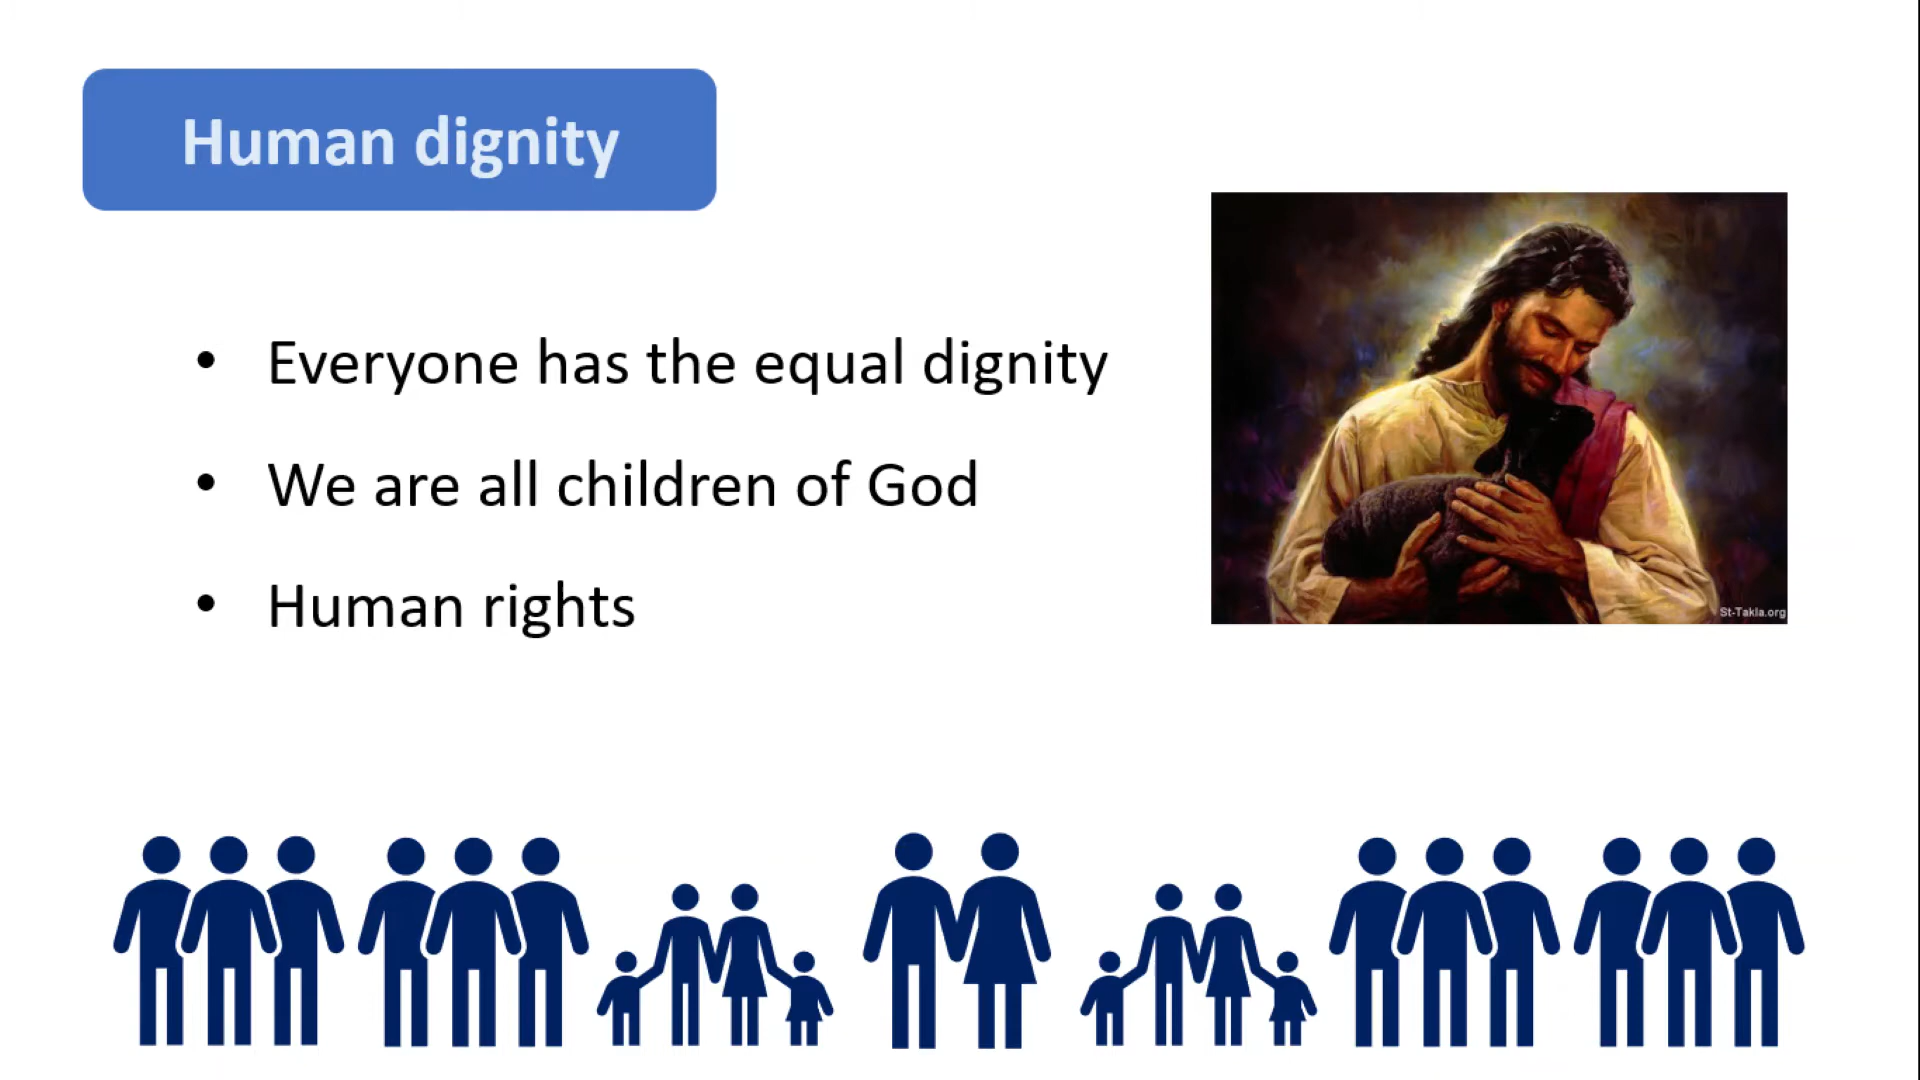 Human dignity
• Everyone has the equal dignity
• We are all children of God
• Human rights
St-Takla.org